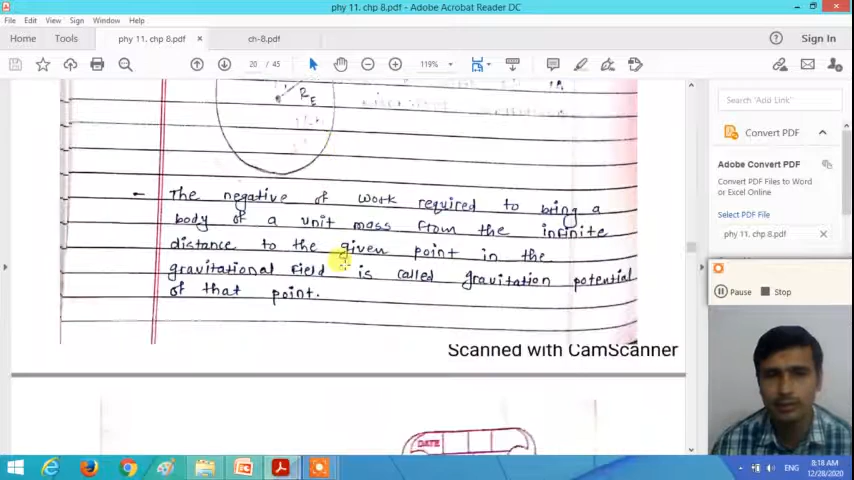 phy 11. chp 8.pdf - Adobe Acrobat Reader DC
File Edit View Sign Window Help
Home Tools phy 11. chp 8.pdf × ch-8.pdf Sign In
20 / 45 119%
Search 'Add Link'
Convert PDF
Adobe Convert PDF
Convert PDF Files to Word
or Excel Online
Select PDF File
phy 11. chp 8.pdf ×
Pause Stop
R_E
- The negative of work required to bring a
body of a unit mass from the infinite
distance to the given point in the
gravitational field is called gravitation potential
of that point.
Scanned with CamScanner
DATE
ENG
8:18 AM
12/28/2020